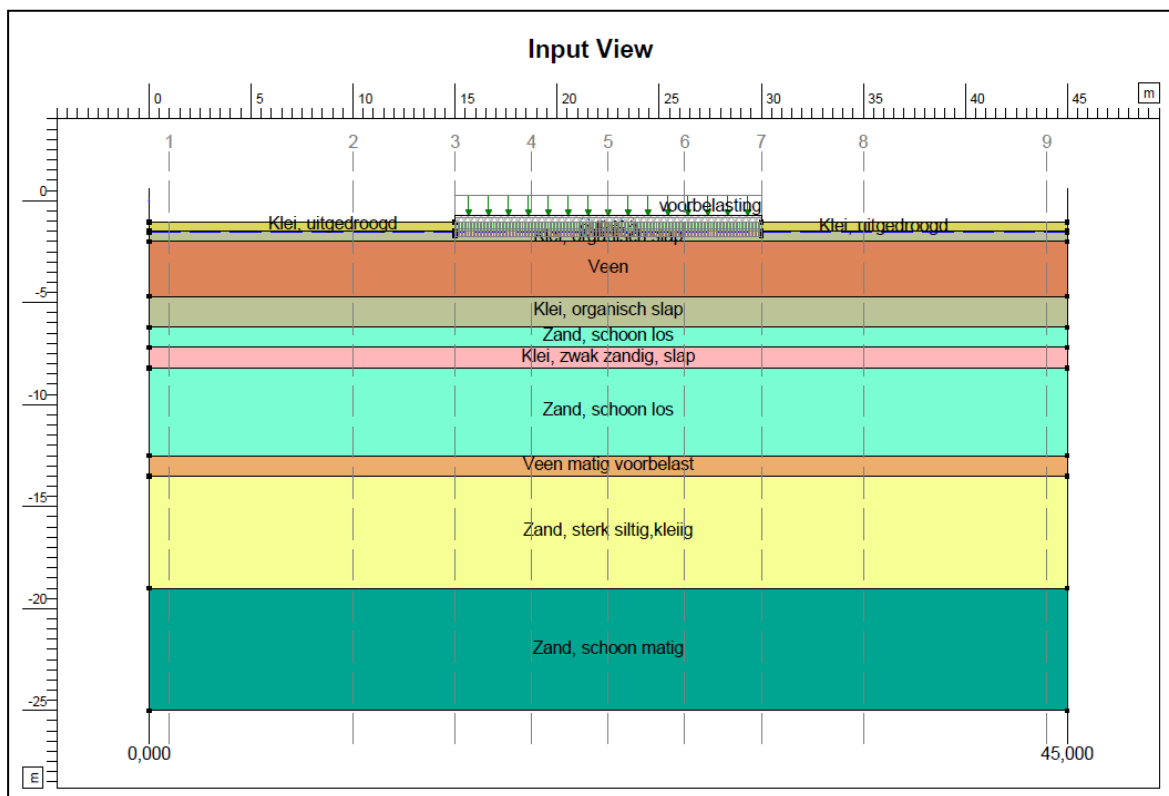 Input View
0 5 10 15 20 25 30 35 40 45 m
1 2 3 4 5 6 7 8 9
0
voorbelasting
Klei, uitgedroogd Klei, uitgedroogd
Klei, organisch slap
Veen
-5
Klei, organisch slap
Zand, schoon los
Klei, zwak zandig, slap
-10
Zand, schoon los
Veen matig voorbelast
-15
Zand, sterk siltig,kleiig
-20
Zand, schoon matig
-25
0,000 45,000
m